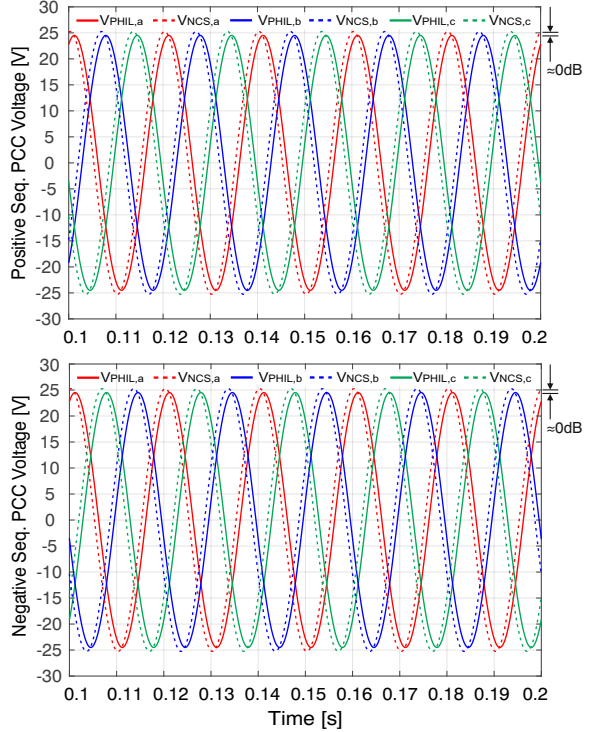 VPHIL,a VNCS,a VPHIL,b VNCS,b VPHIL,c VNCS,c
≈0dB
Positive Seq. PCC Voltage [V]
30
25
20
15
10
5
0
-5
-10
-15
-20
-25
-30
0.1 0.11 0.12 0.13 0.14 0.15 0.16 0.17 0.18 0.19 0.2
VPHIL,a VNCS,a VPHIL,b VNCS,b VPHIL,c VNCS,c
≈0dB
Negative Seq. PCC Voltage [V]
30
25
20
15
10
5
0
-5
-10
-15
-20
-25
-30
0.1 0.11 0.12 0.13 0.14 0.15 0.16 0.17 0.18 0.19 0.2
Time [s]